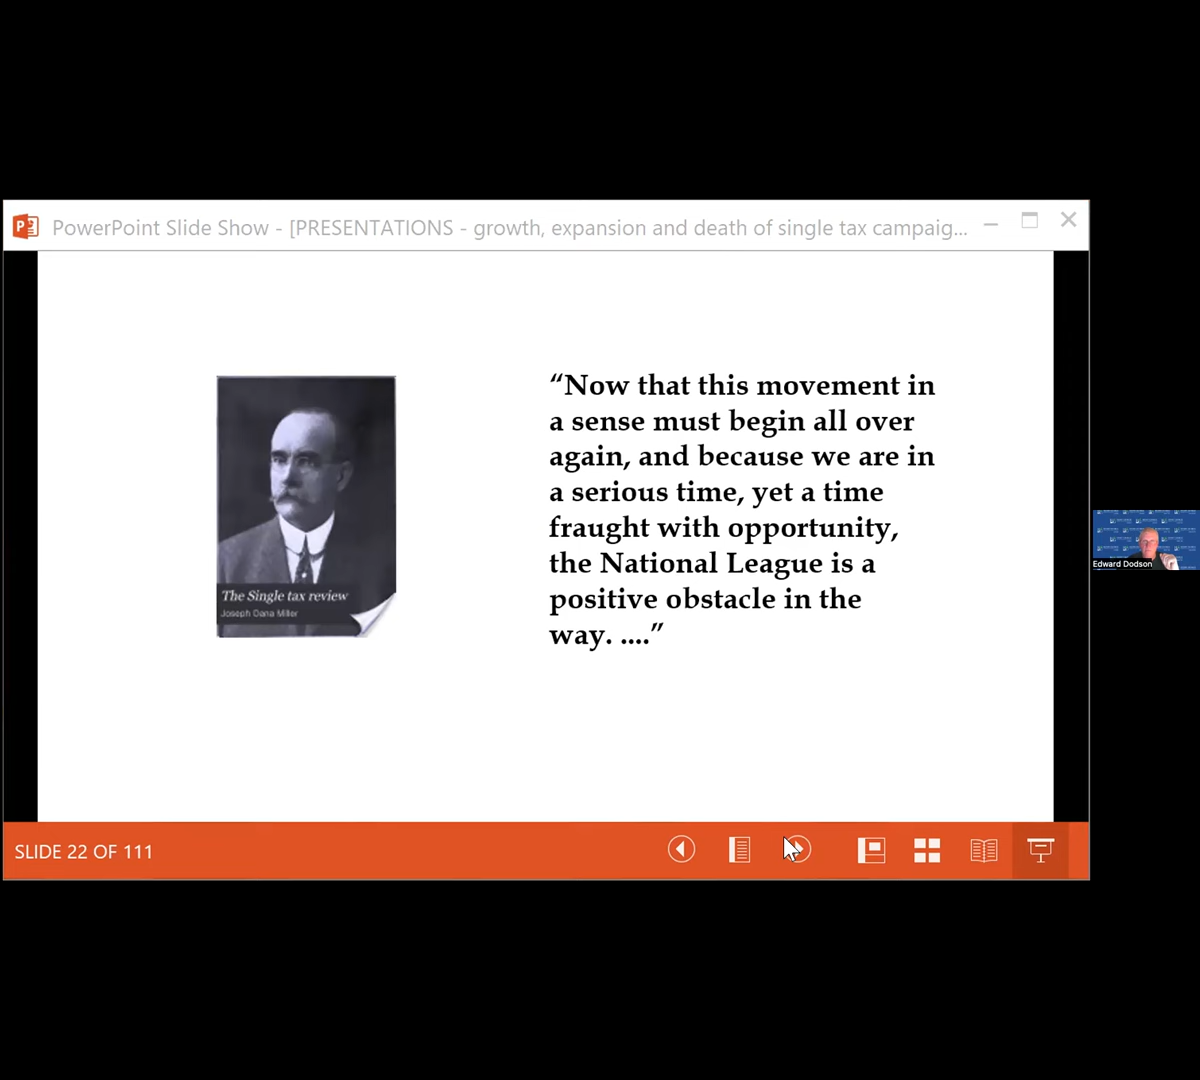 PowerPoint Slide Show - [PRESENTATIONS - growth, expansion and death of single tax campaig...
“Now that this movement in
a sense must begin all over
again, and because we are in
a serious time, yet a time
fraught with opportunity,
the National League is a
positive obstacle in the
way. ....”
The Single tax review
Joseph Dana Miller
Edward Dodson
SLIDE 22 OF 111